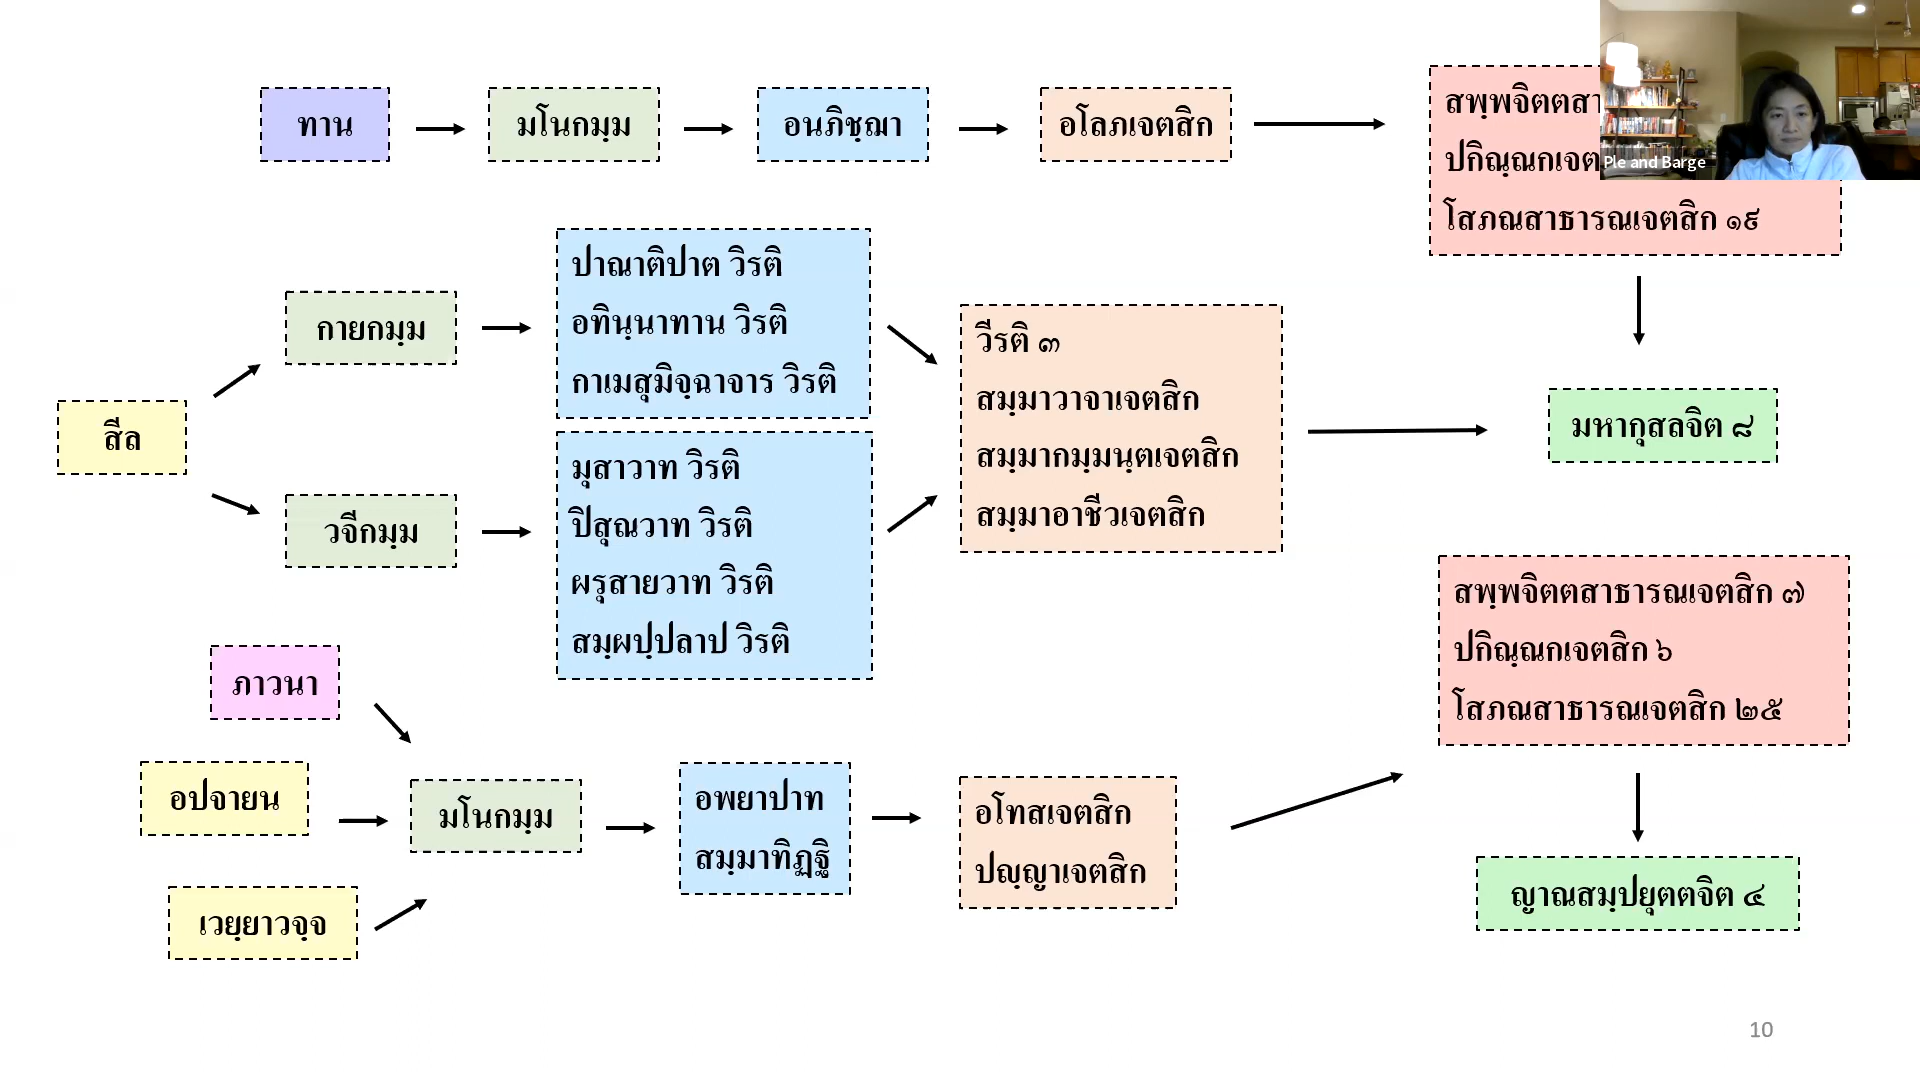 ทาน
มโนกมฺม
อนภิชฺฌา
อโลภเจตสิก
สพฺพจิตตสา
ปกิณฺณกเจต
โสภณสาธารณเจตสิก ๑๙
Ple and Barge
สีล
กายกมฺม
ปาณาติปาต วิรติ
อทินฺนาทาน วิรติ
กาเมสุมิจฺฉาจาร วิรติ
วจีกมฺม
มุสาวาท วิรติ
ปิสุณวาท วิรติ
ผรุสายวาท วิรติ
สมฺผปฺปลาป วิรติ
วีรติ ๓
สมฺมาวาจาเจตสิก
สมฺมากมฺมนฺตเจตสิก
สมฺมาอาชีวเจตสิก
มหากุสลจิต ๘
ภาวนา
อปจายน
เวยฺยาวจฺจ
มโนกมฺม
อพยาปาท
สมฺมาทิฏฺฐิ
อโทสเจตสิก
ปญฺญาเจตสิก
สพฺพจิตตสาธารณเจตสิก ๗
ปกิณฺณกเจตสิก ๖
โสภณสาธารณเจตสิก ๒๕
ญาณสมฺปยุตตจิต ๔
10